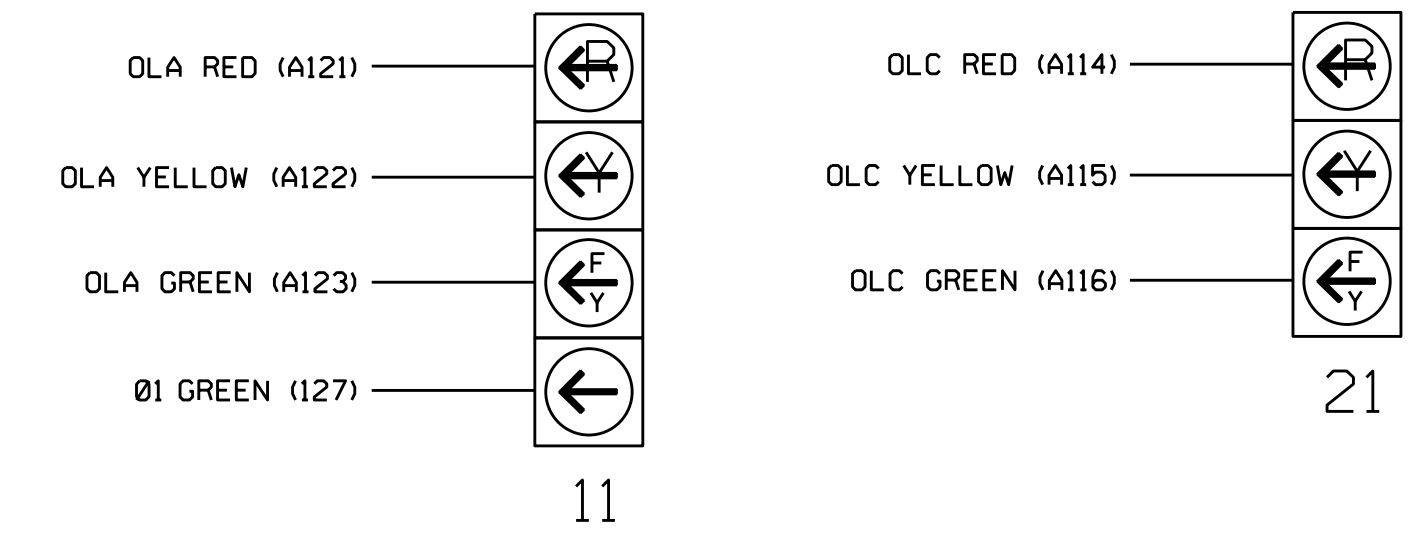 OLA RED (A121)
R
OLA YELLOW (A122)
Y
OLA GREEN (A123)
F
Y
Ø1 GREEN (127)
11
OLC RED (A114)
R
OLC YELLOW (A115)
Y
OLC GREEN (A116)
F
Y
21